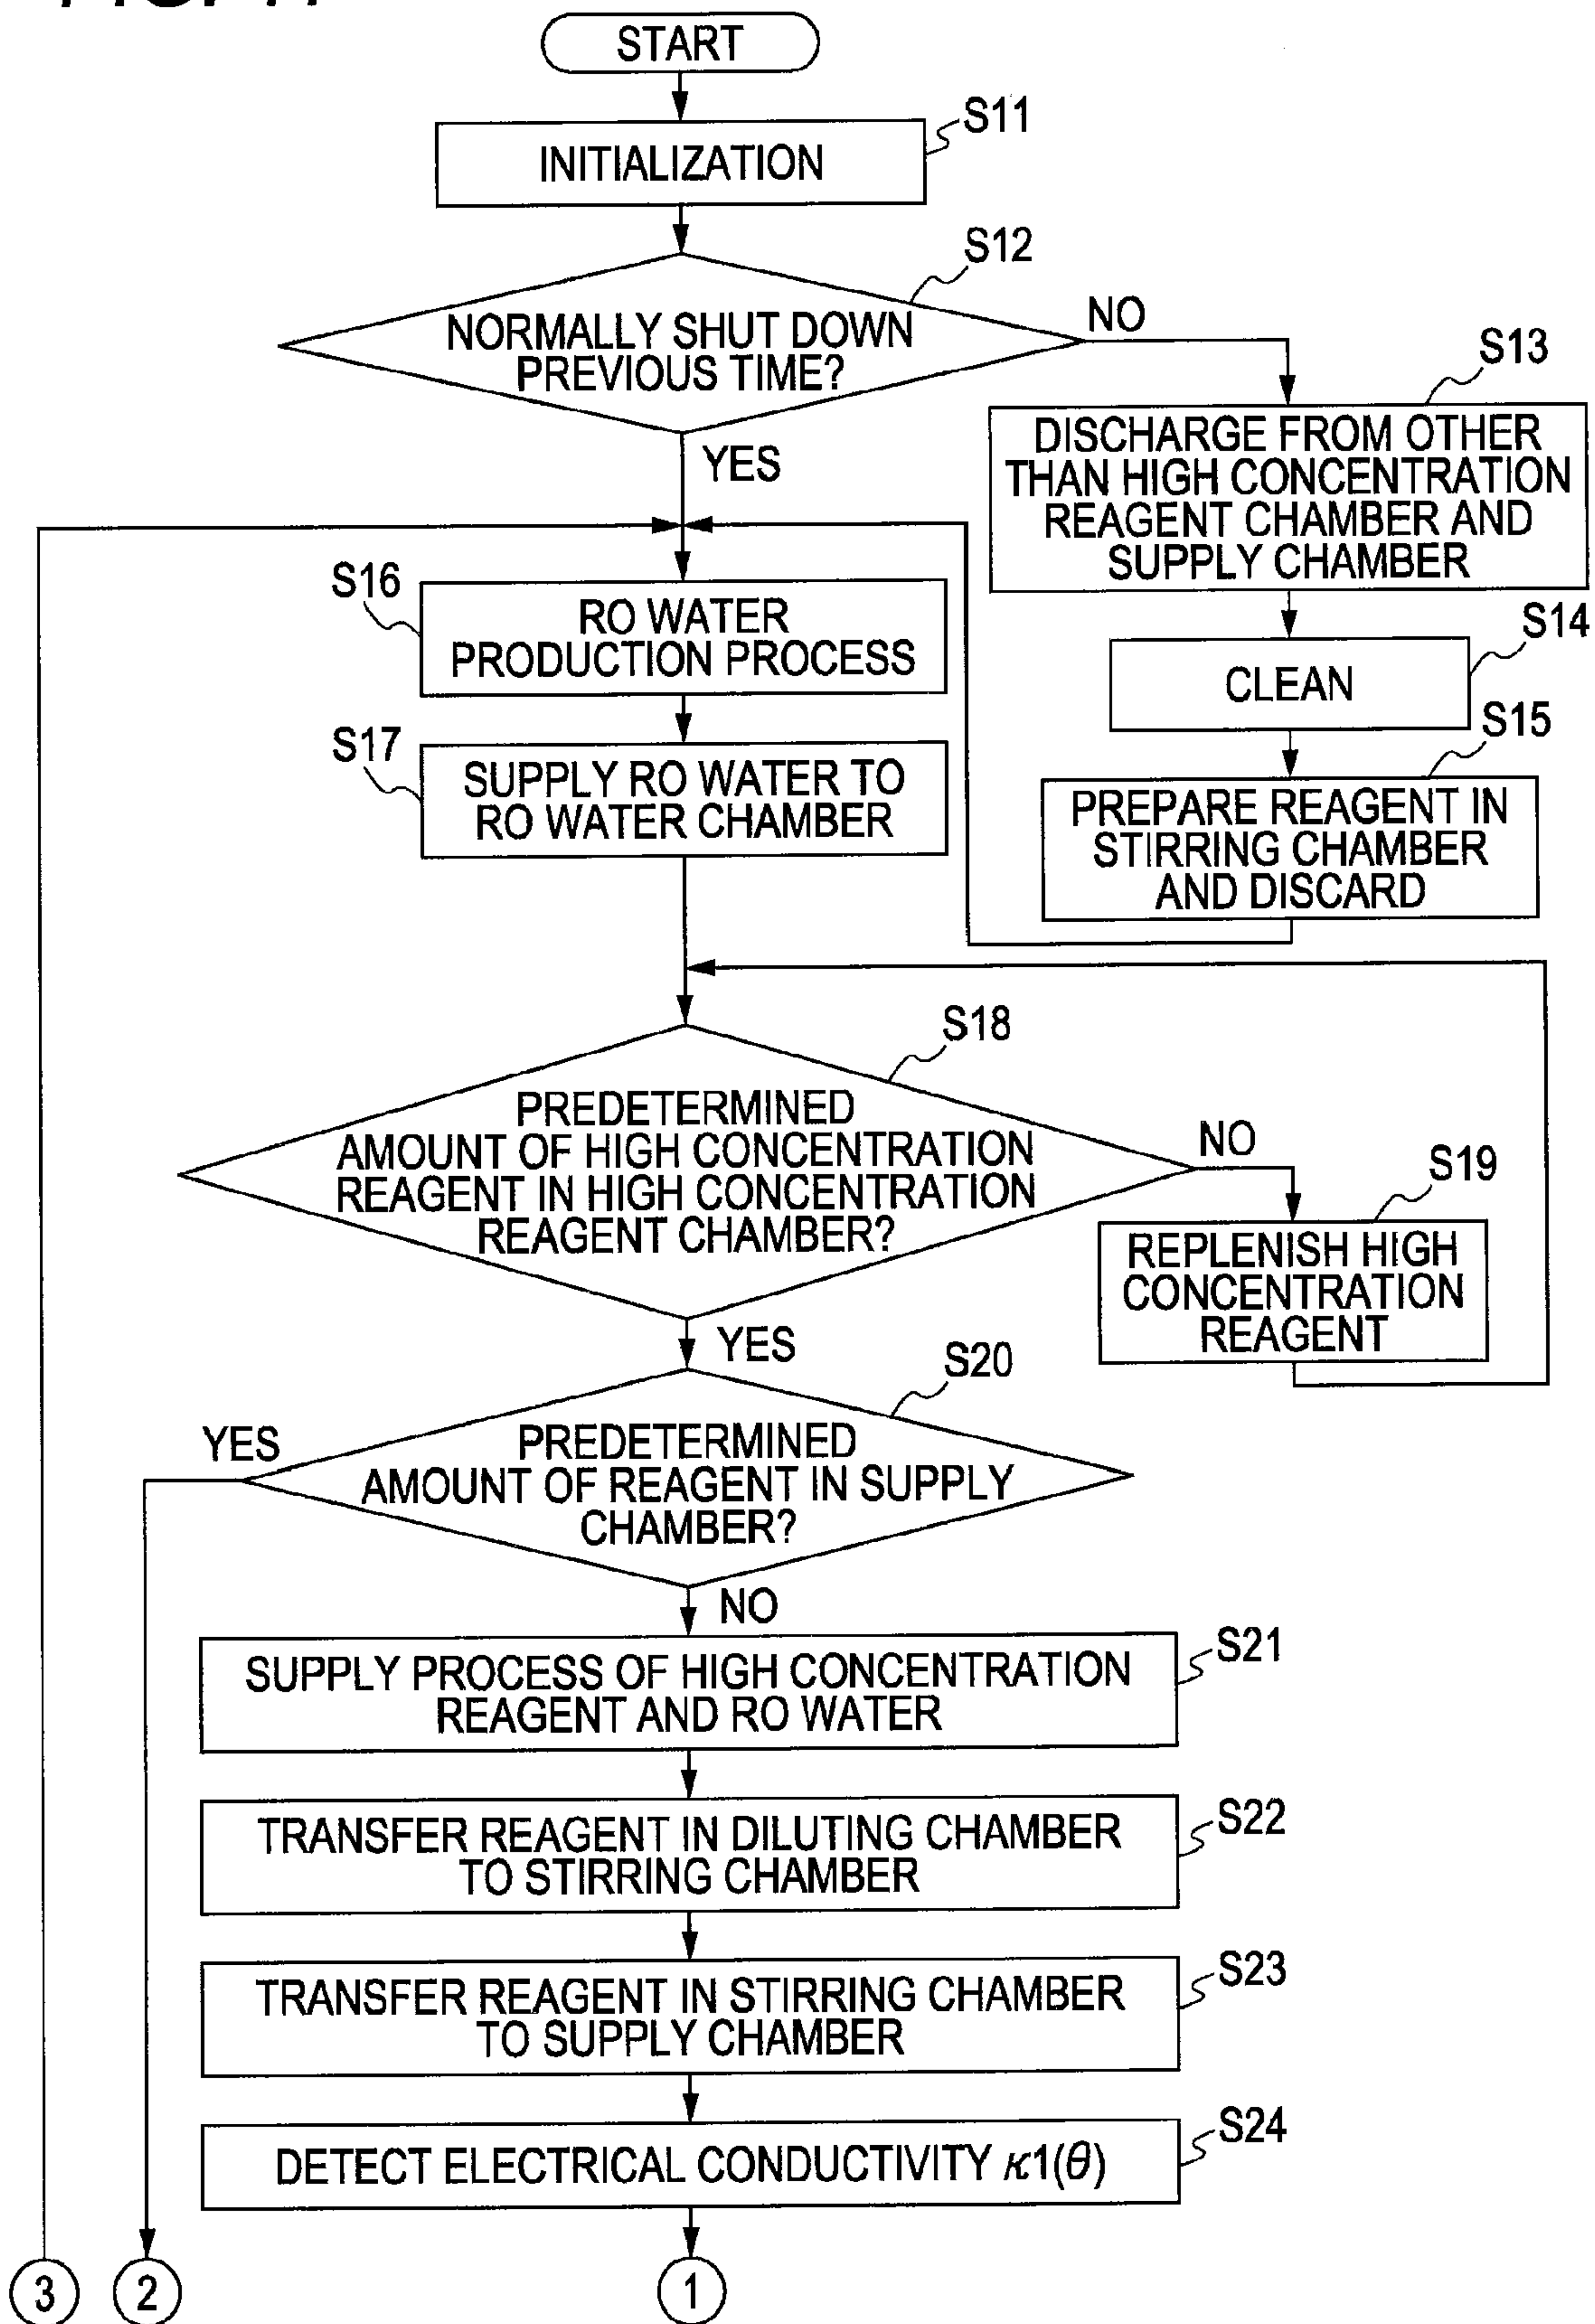 START
S11
INITIALIZATION
S12
NORMALLY SHUT DOWN
PREVIOUS TIME?
NO
YES
S13
DISCHARGE FROM OTHER
THAN HIGH CONCENTRATION
REAGENT CHAMBER AND
SUPPLY CHAMBER
S14
CLEAN
S15
PREPARE REAGENT IN
STIRRING CHAMBER
AND DISCARD
S16
RO WATER
PRODUCTION PROCESS
S17
SUPPLY RO WATER TO
RO WATER CHAMBER
S18
PREDETERMINED
AMOUNT OF HIGH CONCENTRATION
REAGENT IN HIGH CONCENTRATION
REAGENT CHAMBER?
NO
S19
REPLENISH HIGH
CONCENTRATION
REAGENT
YES
S20
YES
PREDETERMINED
AMOUNT OF REAGENT IN SUPPLY
CHAMBER?
NO
S21
SUPPLY PROCESS OF HIGH CONCENTRATION
REAGENT AND RO WATER
S22
TRANSFER REAGENT IN DILUTING CHAMBER
TO STIRRING CHAMBER
S23
TRANSFER REAGENT IN STIRRING CHAMBER
TO SUPPLY CHAMBER
S24
DETECT ELECTRICAL CONDUCTIVITY κ1(θ)
3
2
1